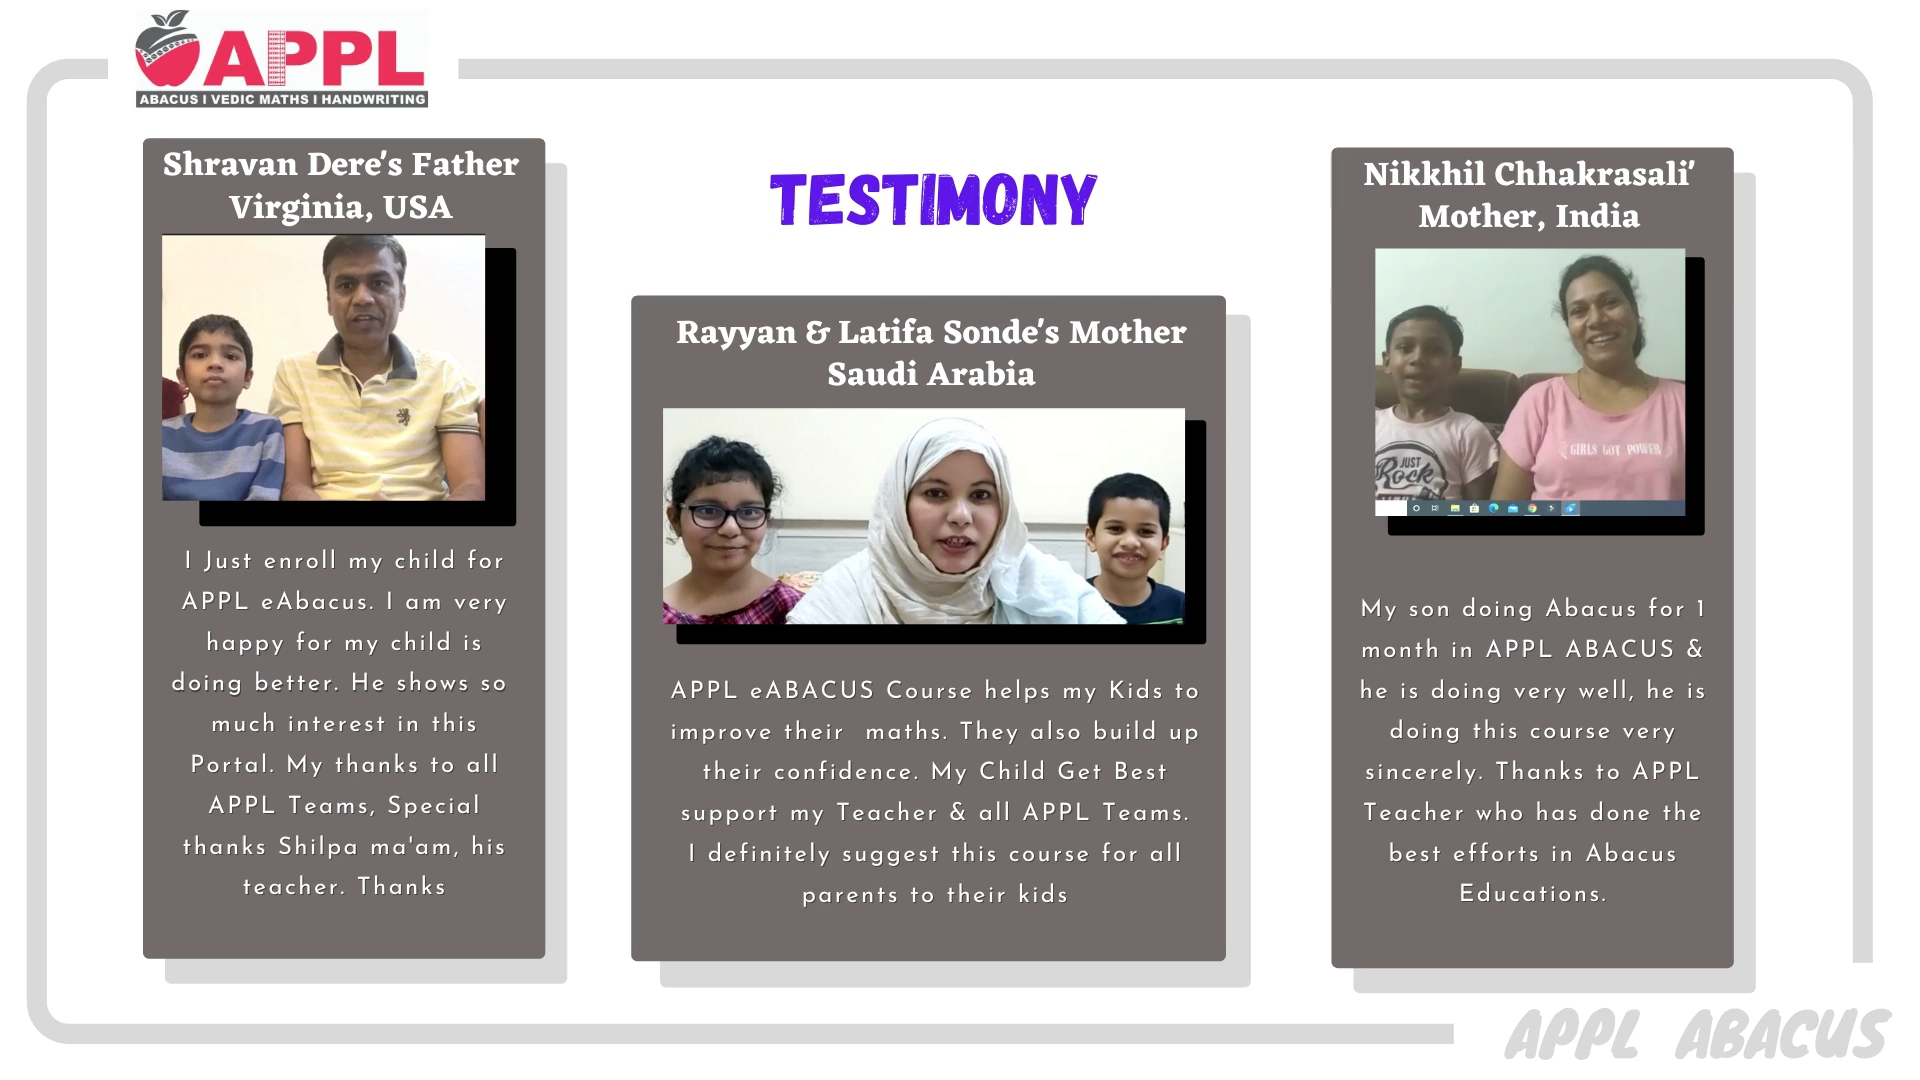 APPL
ABACUS I VEDIC MATHS I HANDWRITING
Shravan Dere's Father
Virginia, USA
I Just enroll my child for
APPL eAbacus. I am very
happy for my child is
doing better. He shows so
much interest in this
Portal. My thanks to all
APPL Teams, Special
thanks Shilpa ma'am, his
teacher. Thanks
TESTIMONY
Rayyan & Latifa Sonde's Mother
Saudi Arabia
APPL eABACUS Course helps my Kids to
improve their  maths. They also build up
their confidence. My Child Get Best
support my Teacher & all APPL Teams.
I definitely suggest this course for all
parents to their kids
Nikkhil Chhakrasali'
Mother, India
GIRLS GOT POWER
JUST
Rock
My son doing Abacus for 1
month in APPL ABACUS &
he is doing very well, he is
doing this course very
sincerely. Thanks to APPL
Teacher who has done the
best efforts in Abacus
Educations.
APPL ABACUS